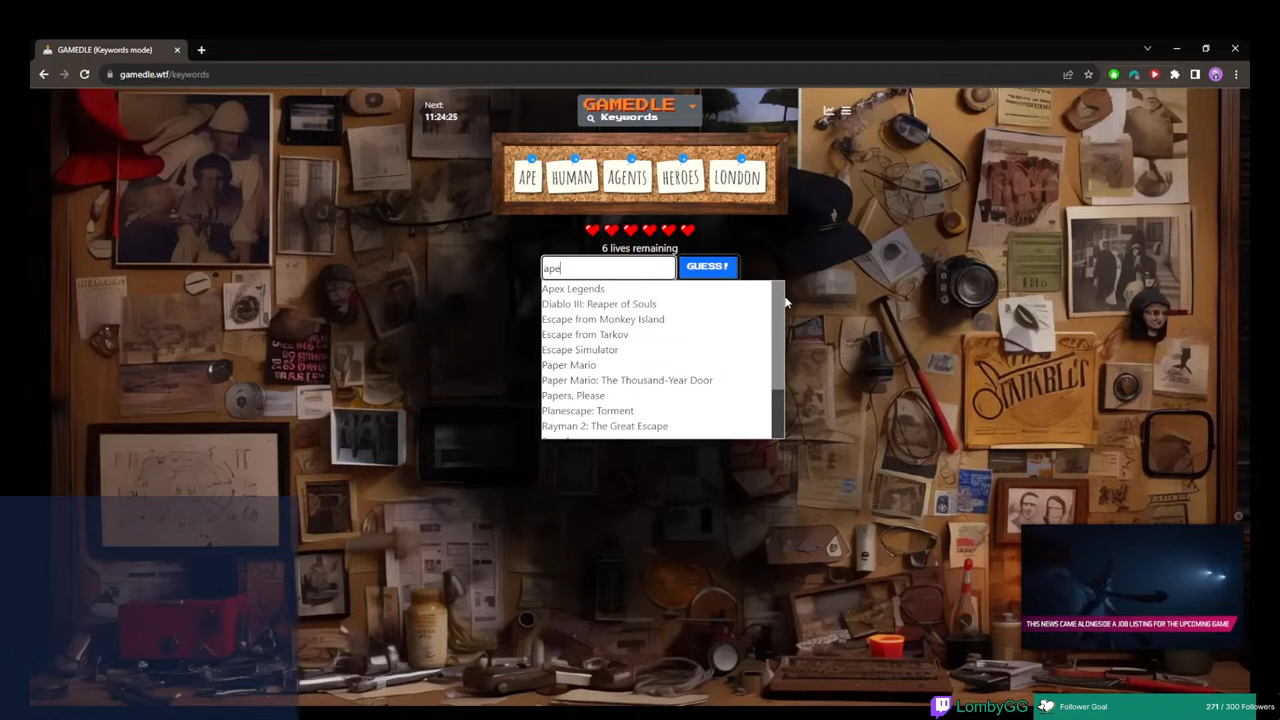 GAMEDLE (Keywords mode)
gamedle.wtf/keywords
Next:
11:24:25
GAMEDLE
Keywords
APE HUMAN AGENTS HEROES LONDON
6 lives remaining
ape
GUESS!
Apex Legends
Diablo III: Reaper of Souls
Escape from Monkey Island
Escape from Tarkov
Escape Simulator
Paper Mario
Paper Mario: The Thousand-Year Door
Papers, Please
Planescape: Torment
Rayman 2: The Great Escape
THIS NEWS CAME ALONGSIDE A JOB LISTING FOR THE UPCOMING GAME
LombyGG
Follower Goal
271 / 300 Followers